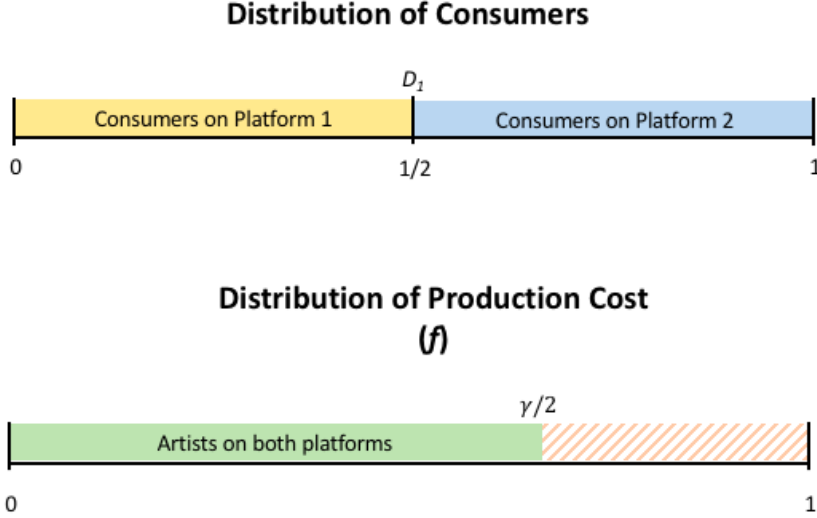 Distribution of Consumers
D1
Consumers on Platform 1 Consumers on Platform 2
0 1/2 1
Distribution of Production Cost
(f)
γ/2
Artists on both platforms
0 1